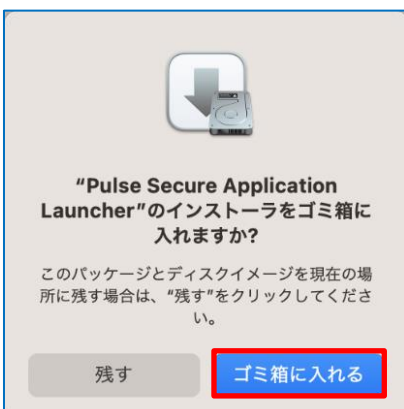 “Pulse Secure Application
Launcher”のインストーラをゴミ箱に
入れますか?
このパッケージとディスクイメージを現在の場
所に残す場合は、“残す”をクリックしてくださ
い。
残す
ゴミ箱に入れる